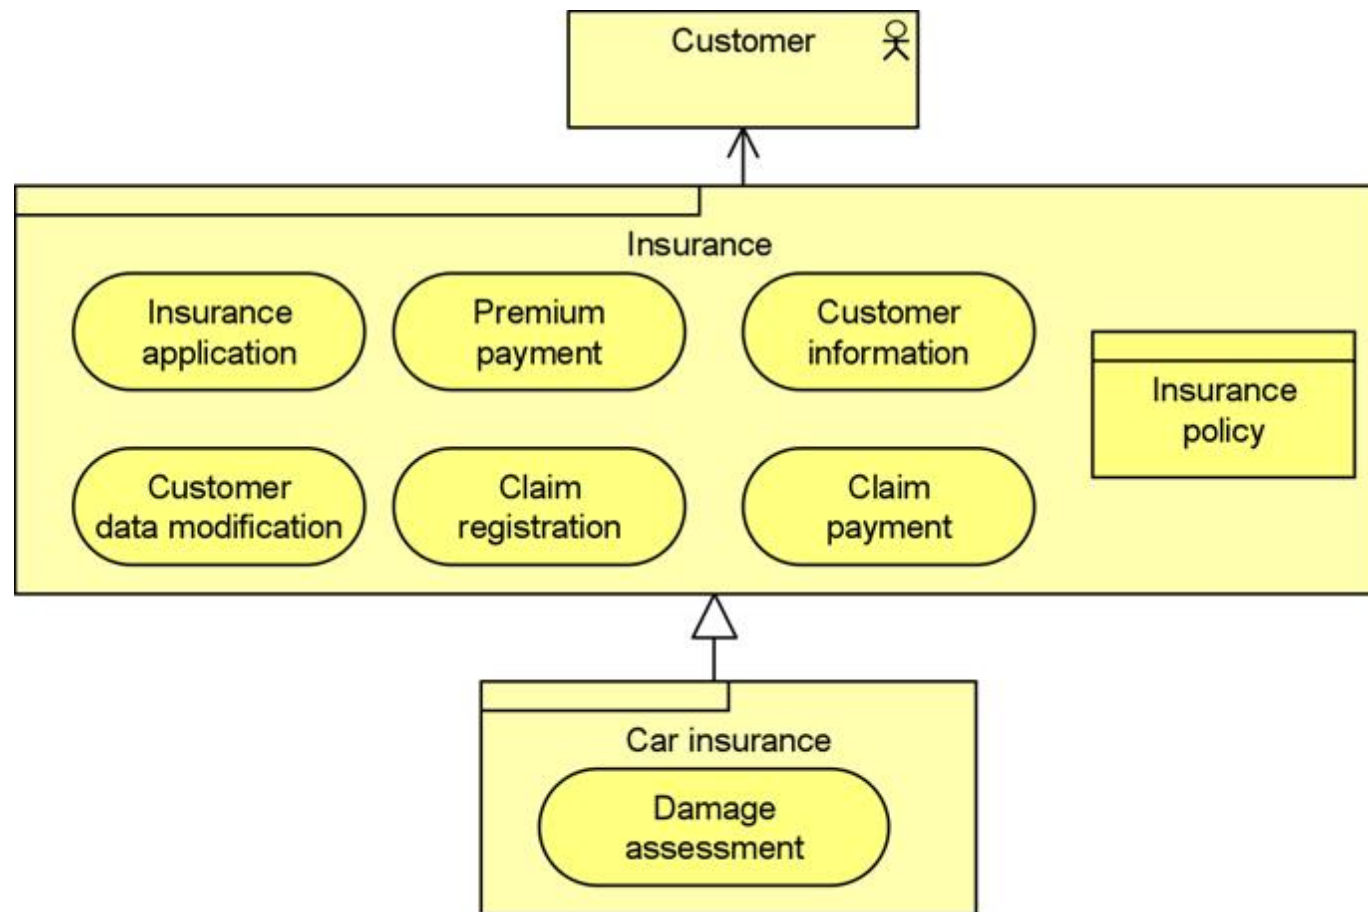 Customer
Insurance
Insurance
application
Premium
payment
Customer
information
Insurance
policy
Customer
data modification
Claim
registration
Claim
payment
Car insurance
Damage
assessment